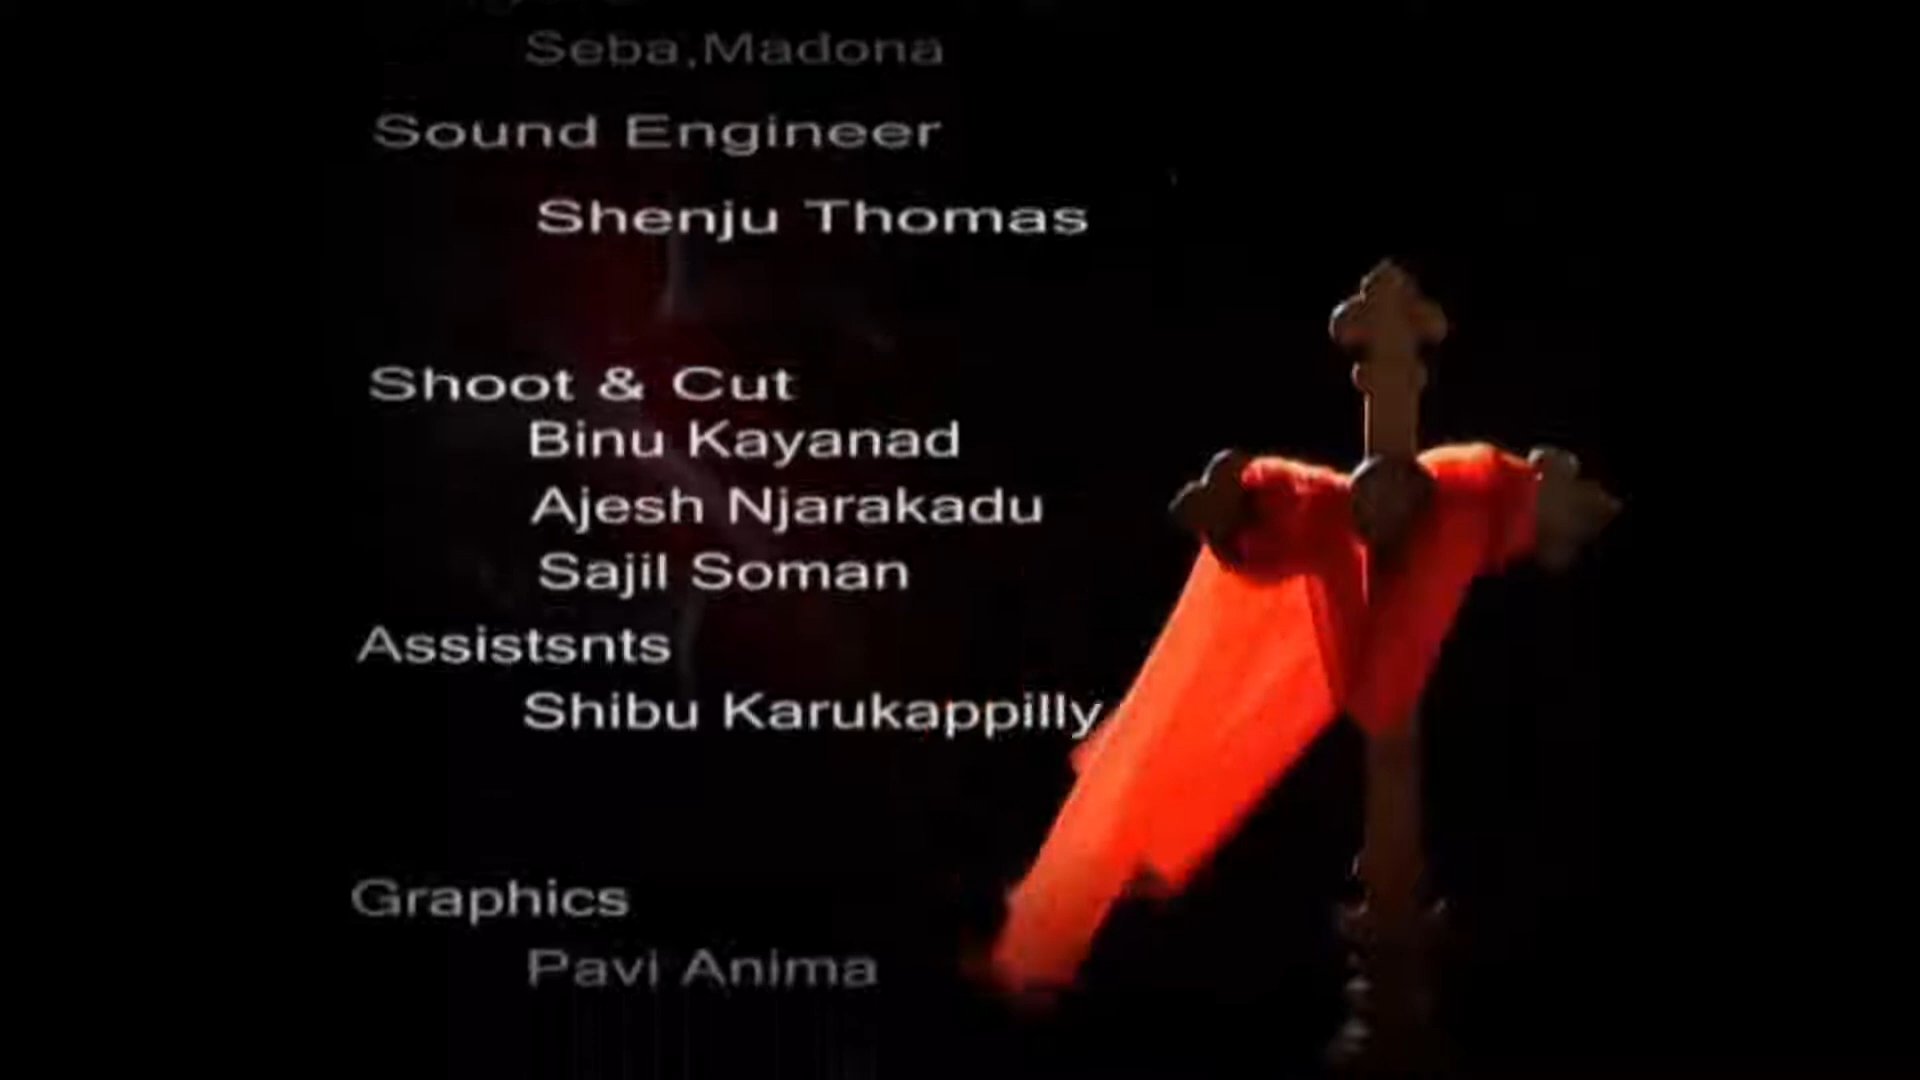 Seba,Madona
Sound Engineer
Shenju Thomas
Shoot & Cut
Binu Kayanad
Ajesh Njarakadu
Sajil Soman
Assistsnts
Shibu Karukappilly
Graphics
Pavi Anima